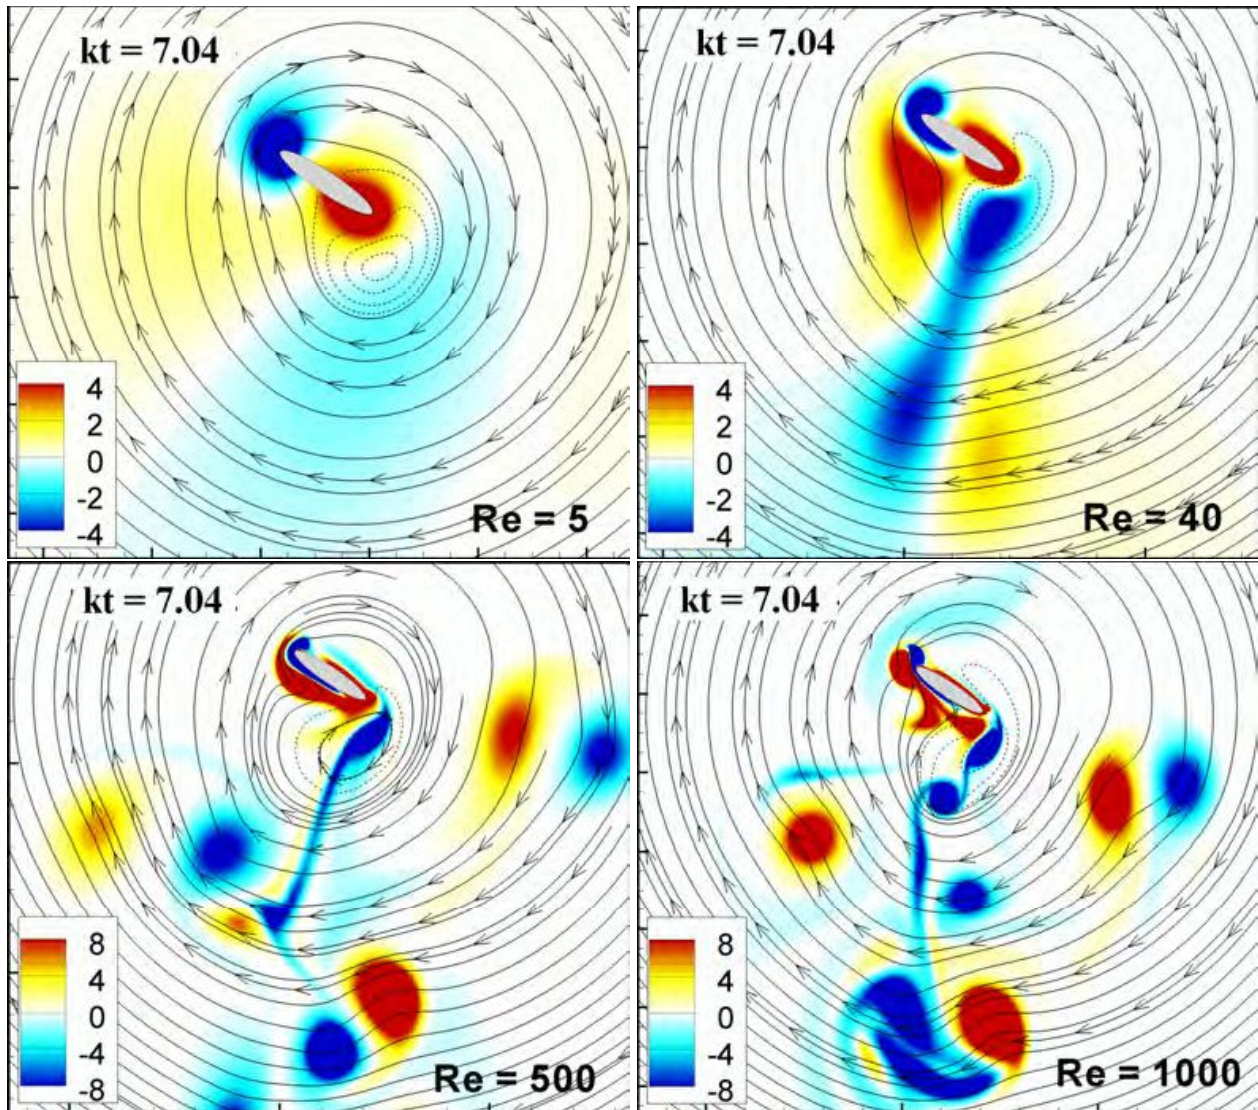 kt = 7.04
4
2
0
-2
-4
Re = 5
kt = 7.04
4
2
0
-2
-4
Re = 40
kt = 7.04
8
4
0
-4
-8
Re = 500
kt = 7.04
8
4
0
-4
-8
Re = 1000